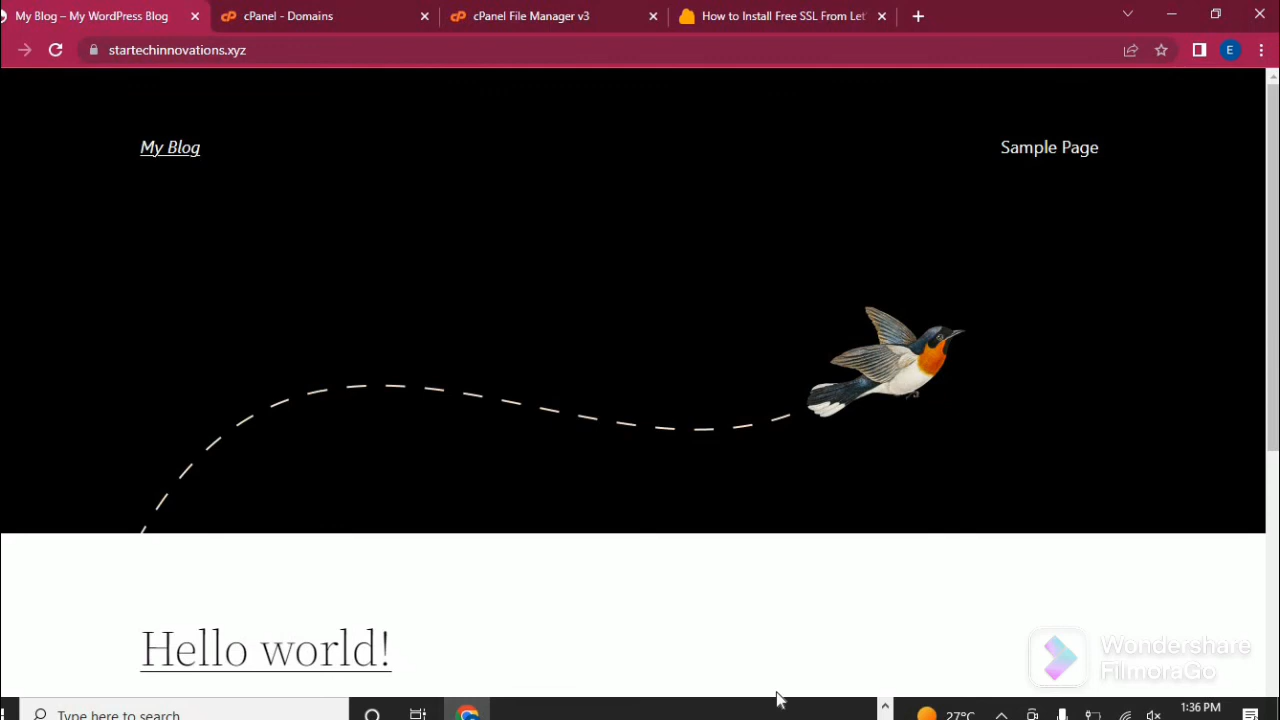 My Blog – My WordPress Blog
cPanel - Domains
cPanel File Manager v3
How to Install Free SSL From Let'
startechinnovations.xyz
E
My Blog
Sample Page
Hello world!
Wondershare
FilmoraGo
Type here to search
27°C
1:36 PM